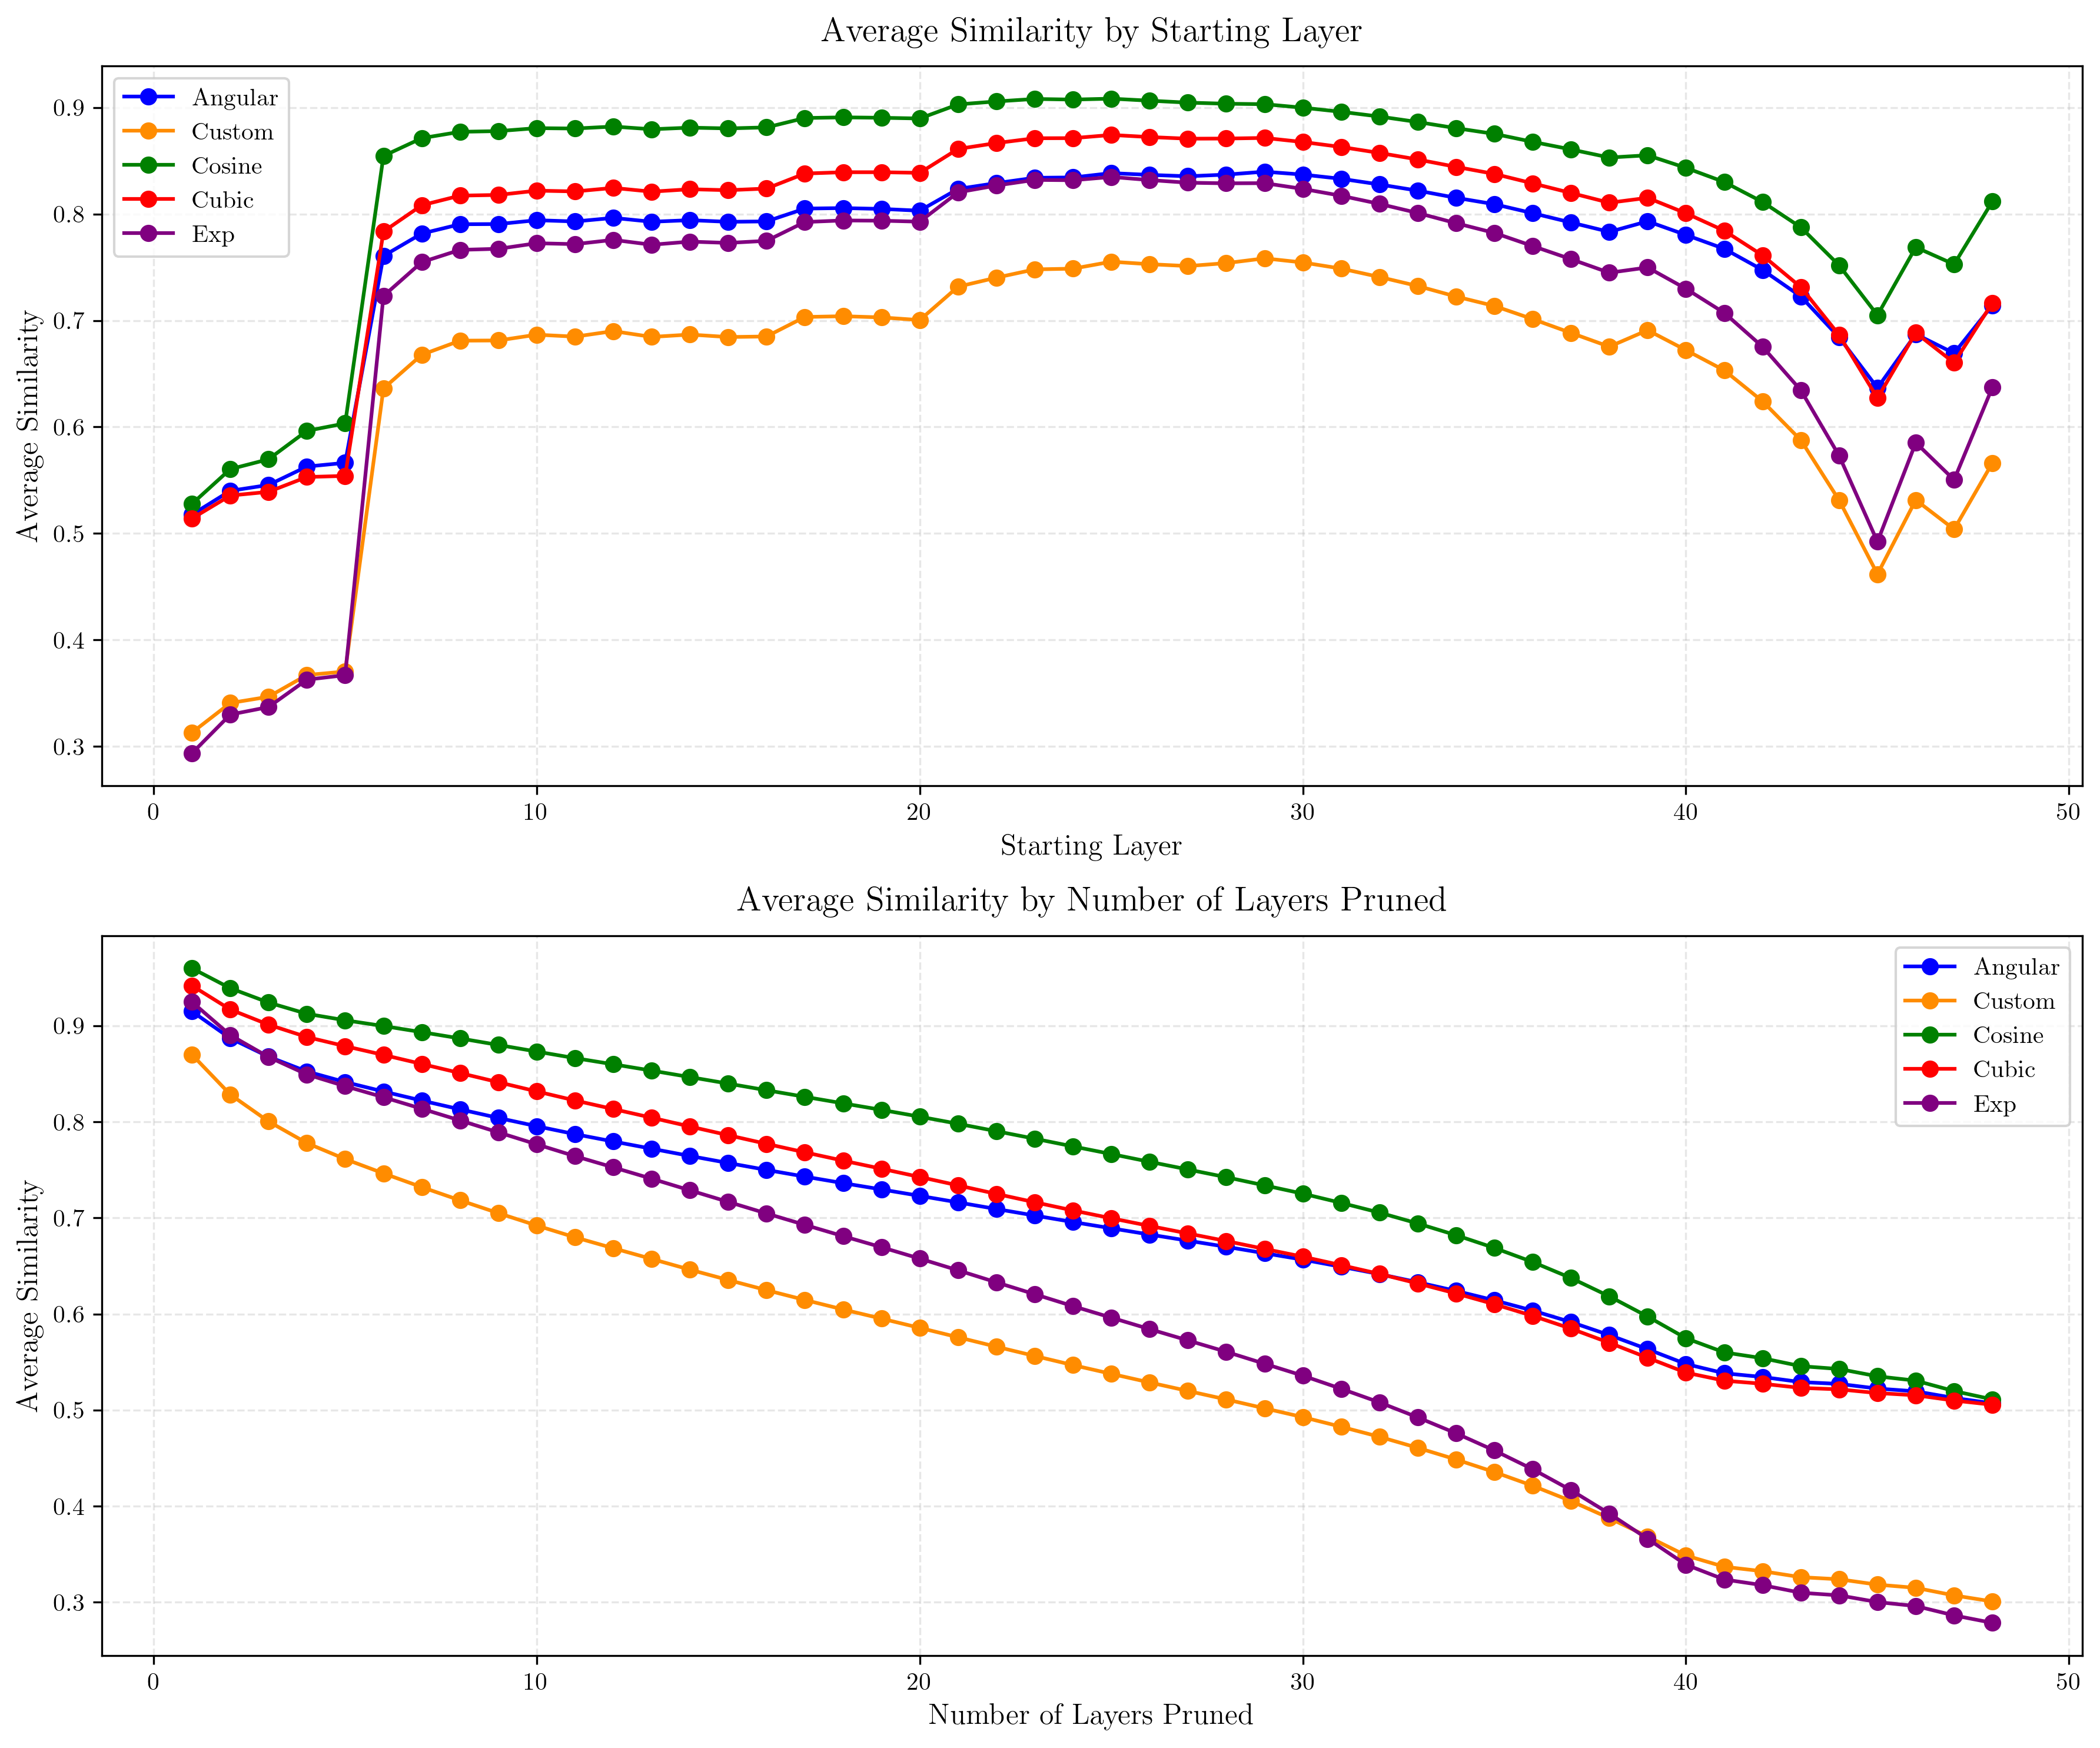 Average Similarity by Starting Layer
Angular
Custom
Cosine
Cubic
Exp
Average Similarity
0.9
0.8
0.7
0.6
0.5
0.4
0.3
0 10 20 30 40 50
Starting Layer
Average Similarity by Number of Layers Pruned
Angular
Custom
Cosine
Cubic
Exp
Average Similarity
0.9
0.8
0.7
0.6
0.5
0.4
0.3
0 10 20 30 40 50
Number of Layers Pruned